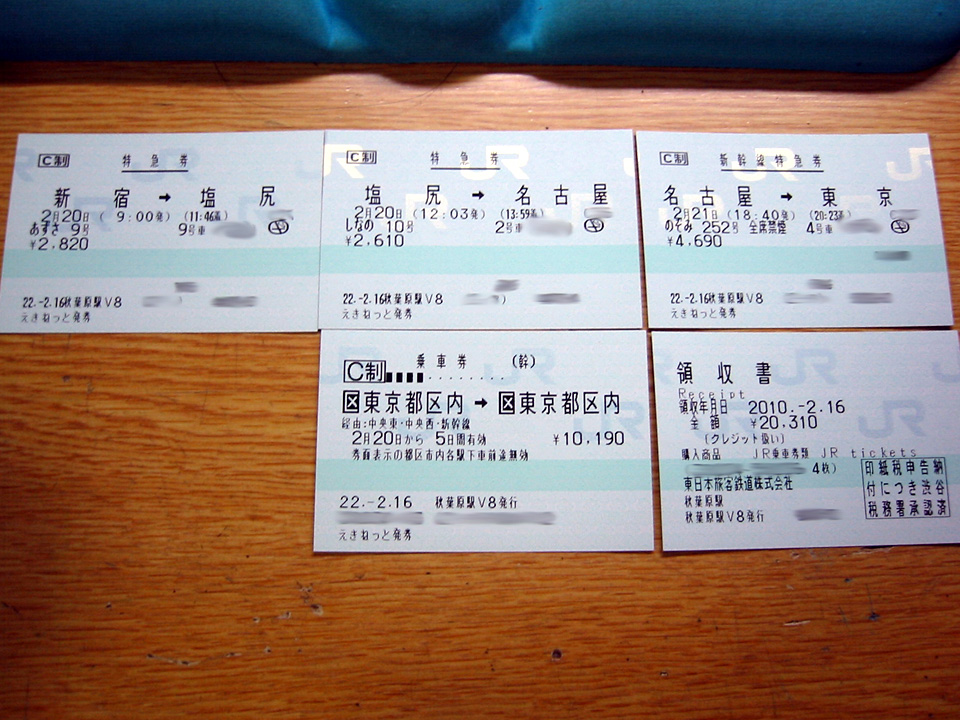 C制 特急券
新宿 → 塩尻
2月20日 ( 9:00発) (11:46着)
あずさ 9号 9号車
¥2,820
22.-2.16秋葉原駅V8
えきねっと発券
C制 特急券
塩尻 → 名古屋
2月20日 (12:03発) (13:59着)
しなの 10号 2号車
¥2,610
22.-2.16秋葉原駅V8
えきねっと発券
C制 新幹線特急券
名古屋 → 東京
2月21日 (18:40発) (20:23着)
のぞみ 252号 全席禁煙 4号車
¥4,690
22.-2.16秋葉原駅V8
えきねっと発券
C制 乗車券 (幹)
区東京都区内 → 区東京都区内
経由:中央東・中央西・新幹線
2月20日から 5日間有効 ¥10,190
券面表示の都区市内各駅下車前途無効
22.-2.16 秋葉原駅V8発行
えきねっと発券
領収書
Receipt
領収年月日 2010.-2.16
金額 ¥20,310
(クレジット扱い)
購入商品 JR乗車券類 JR tickets
4枚)
東日本旅客鉄道株式会社
秋葉原駅
秋葉原駅V8発行
印紙税申告納
付につき渋谷
税務署承認済